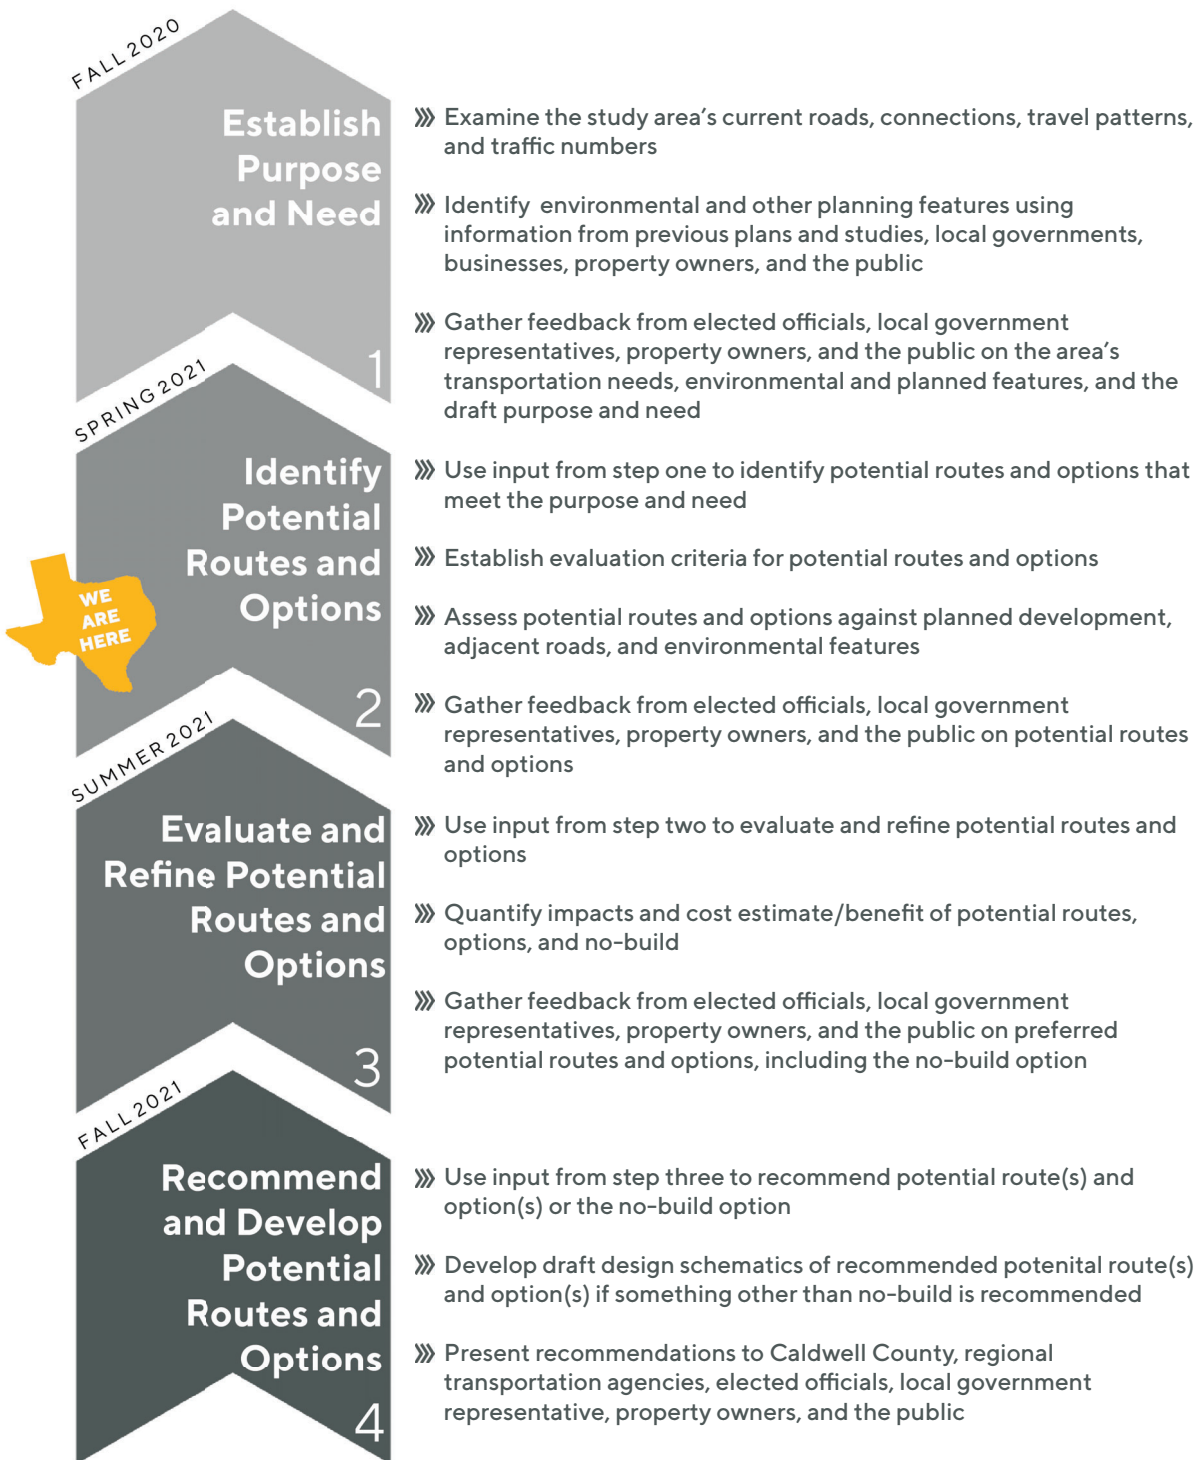 FALL 2020
Establish
Purpose
and Need
1
»» Examine the study area's current roads, connections, travel patterns,
and traffic numbers
»» Identify environmental and other planning features using
information from previous plans and studies, local governments,
businesses, property owners, and the public
»» Gather feedback from elected officials, local government
representatives, property owners, and the public on the area's
transportation needs, environmental and planned features, and the
draft purpose and need
SPRING 2021
Identify
Potential
Routes and
Options
2
WE
ARE
HERE
»» Use input from step one to identify potential routes and options that
meet the purpose and need
»» Establish evaluation criteria for potential routes and options
»» Assess potential routes and options against planned development,
adjacent roads, and environmental features
»» Gather feedback from elected officials, local government
representatives, property owners, and the public on potential routes
and options
SUMMER 2021
Evaluate and
Refine Potential
Routes and
Options
3
»» Use input from step two to evaluate and refine potential routes and
options
»» Quantify impacts and cost estimate/benefit of potential routes,
options, and no-build
»» Gather feedback from elected officials, local government
representatives, property owners, and the public on preferred
potential routes and options, including the no-build option
FALL 2021
Recommend
and Develop
Potential
Routes and
Options
4
»» Use input from step three to recommend potential route(s) and
option(s) or the no-build option
»» Develop draft design schematics of recommended potenital route(s)
and option(s) if something other than no-build is recommended
»» Present recommendations to Caldwell County, regional
transportation agencies, elected officials, local government
representative, property owners, and the public